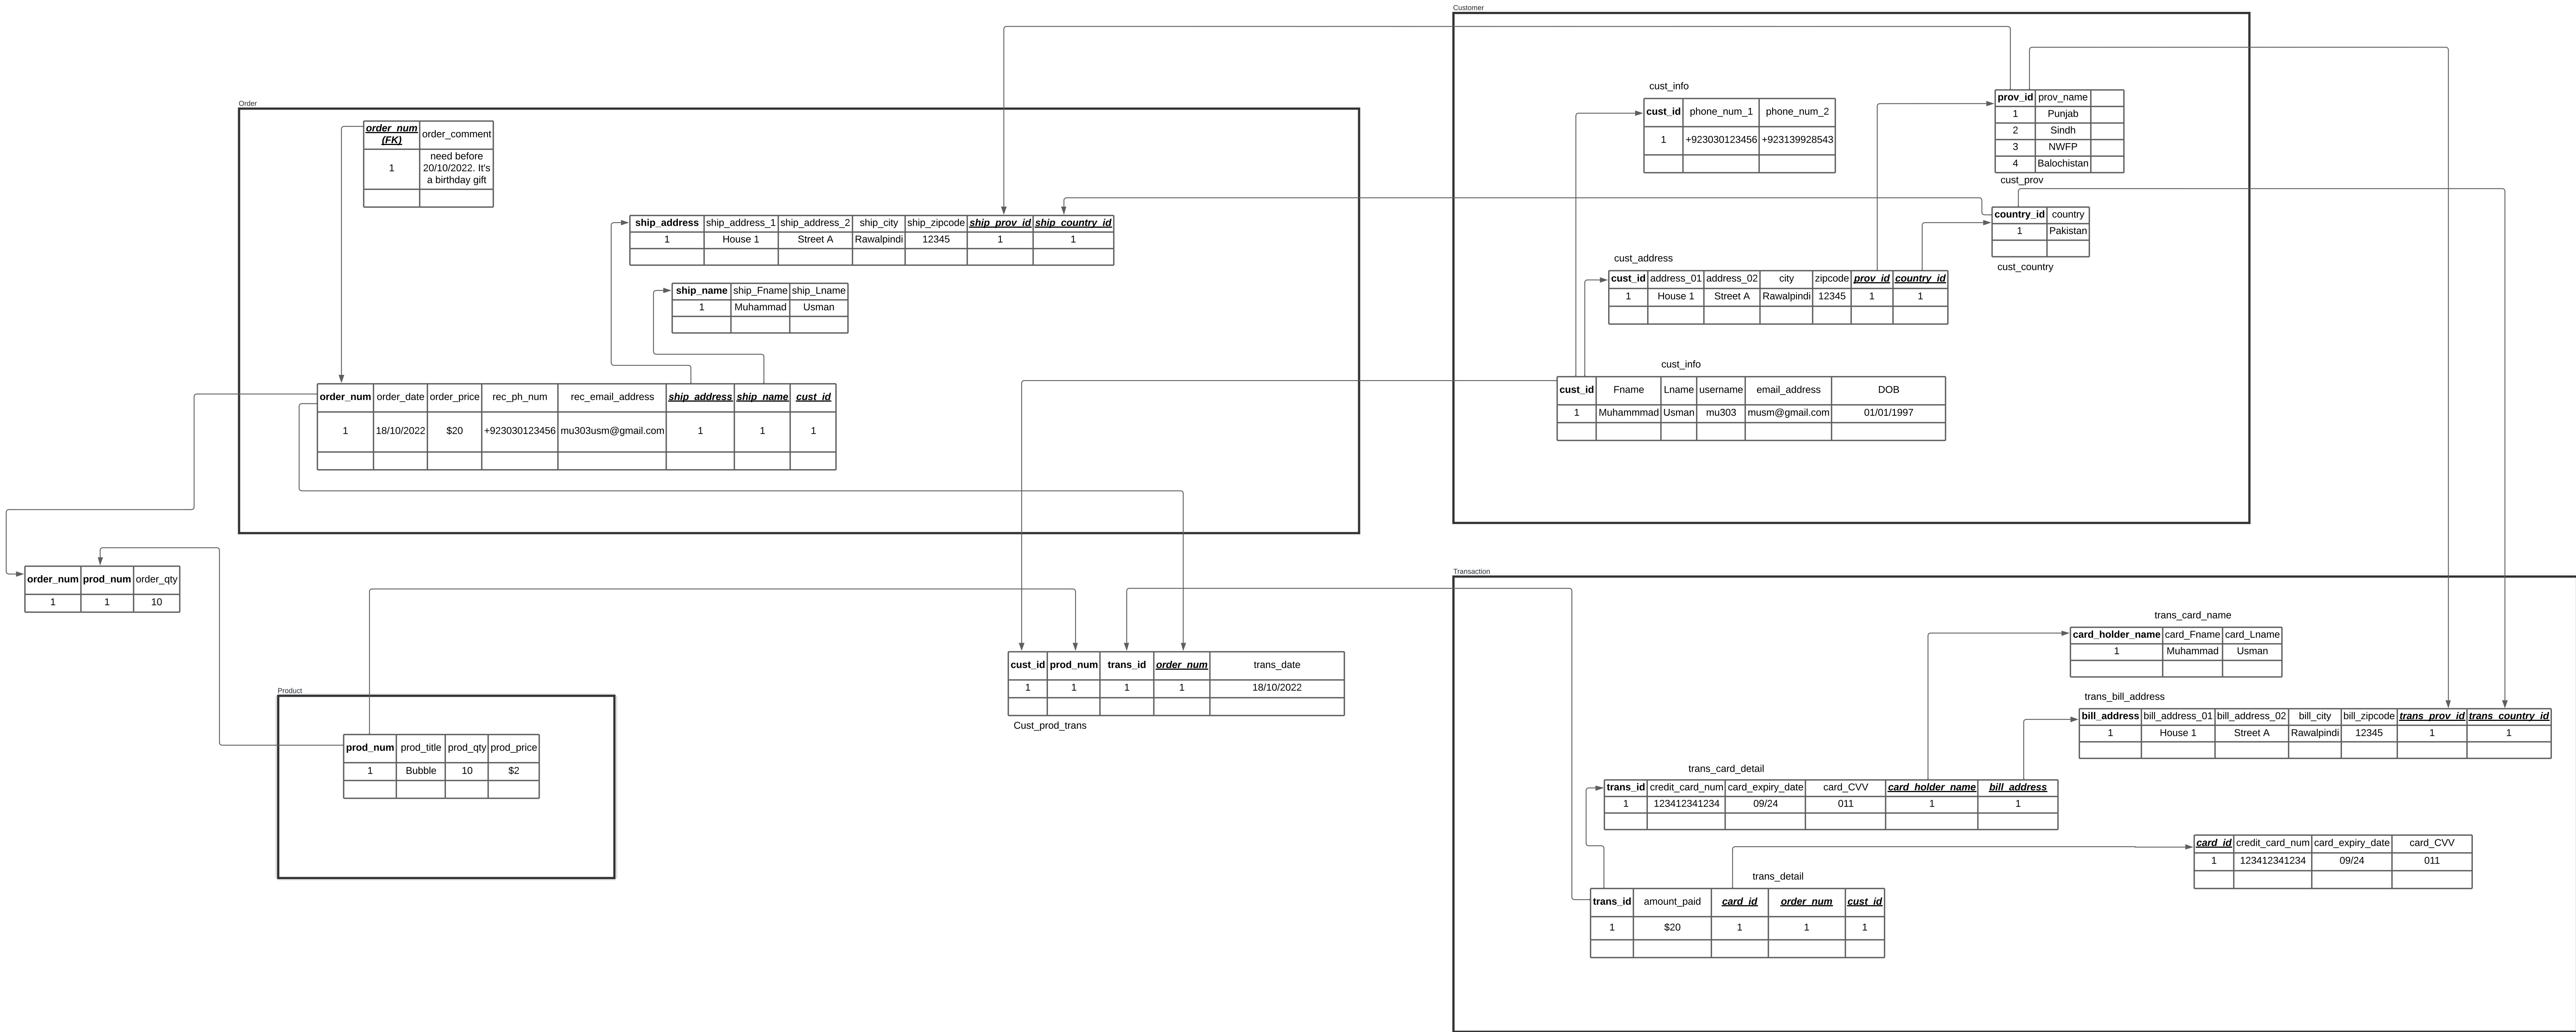 Customer
cust_info
cust_id phone_num_1 phone_num_2
1 +923030123456 +923139928543
prov_id prov_name
1 Punjab
2 Sindh
3 NWFP
4 Balochistan
cust_prov
country_id country
1 Pakistan
cust_country
cust_address
cust_id address_01 address_02 city zipcode prov_id country_id
1 House 1 Street A Rawalpindi 12345 1 1
cust_info
cust_id Fname Lname username email_address DOB
1 Muhammmad Usman mu303 musm@gmail.com 01/01/1997
Order
order_num
(FK)
order_comment
1
need before
20/10/2022. It's
a birthday gift
ship_address ship_address_1 ship_address_2 ship_city ship_zipcode ship_prov_id ship_country_id
1 House 1 Street A Rawalpindi 12345 1 1
ship_name ship_Fname ship_Lname
1 Muhammad Usman
order_num order_date order_price rec_ph_num rec_email_address ship_address ship_name cust_id
1 18/10/2022 $20 +923030123456 mu303usm@gmail.com 1 1 1
order_num prod_num order_qty
1 1 10
cust_id prod_num trans_id order_num trans_date
1 1 1 1 18/10/2022
Cust_prod_trans
Product
prod_num prod_title prod_qty prod_price
1 Bubble 10 $2
Transaction
trans_card_name
card_holder_name card_Fname card_Lname
1 Muhammad Usman
trans_bill_address
bill_address bill_address_01 bill_address_02 bill_city bill_zipcode trans_prov_id trans_country_id
1 House 1 Street A Rawalpindi 12345 1 1
trans_card_detail
trans_id credit_card_num card_expiry_date card_CVV card_holder_name bill_address
1 123412341234 09/24 011 1 1
card_id credit_card_num card_expiry_date card_CVV
1 123412341234 09/24 011
trans_detail
trans_id amount_paid card_id order_num cust_id
1 $20 1 1 1